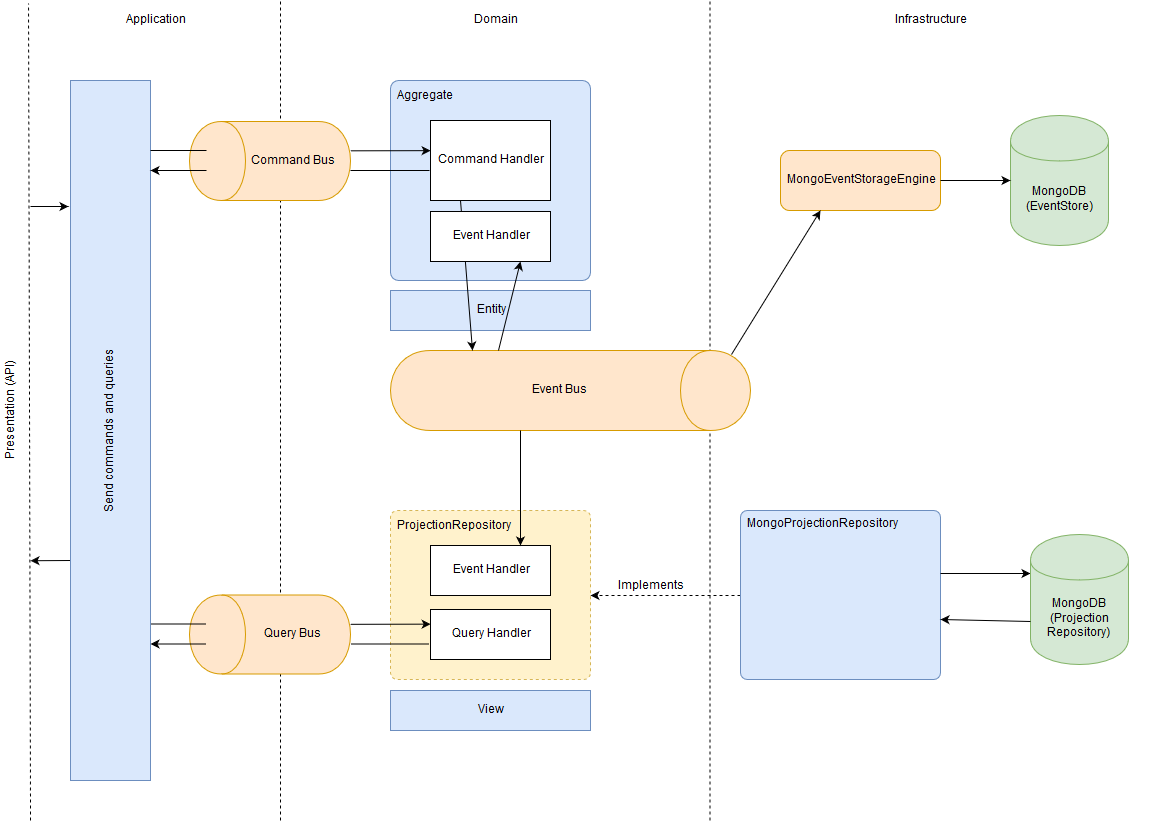 Application
Domain
Infrastructure
Aggregate
Command Bus
Command Handler
MongoEventStorageEngine
MongoDB
(EventStore)
Event Handler
Entity
Presentation (API)
Send commands and queries
Event Bus
ProjectionRepository
MongoProjectionRepository
Event Handler
Implements
MongoDB
(Projection
Repository)
Query Bus
Query Handler
View